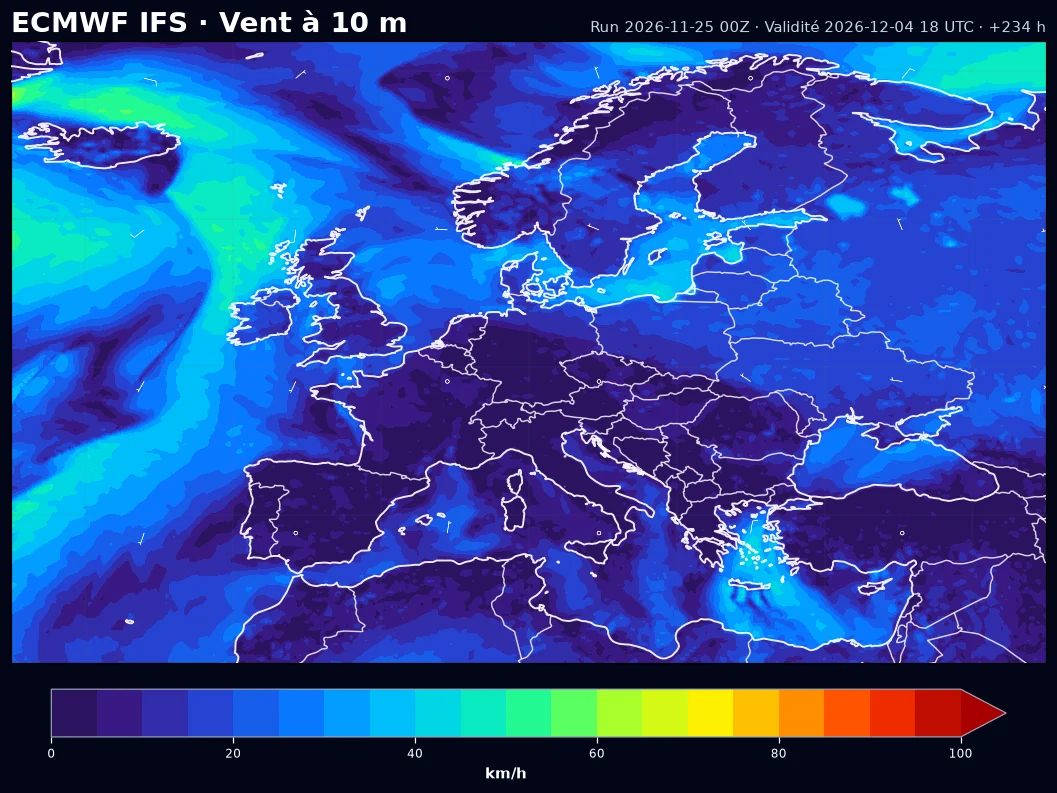 ECMWF IFS · Vent à 10 m
Run 2026-11-25 00Z · Validité 2026-12-04 18 UTC · +234 h
0 20 40 60 80 100
km/h